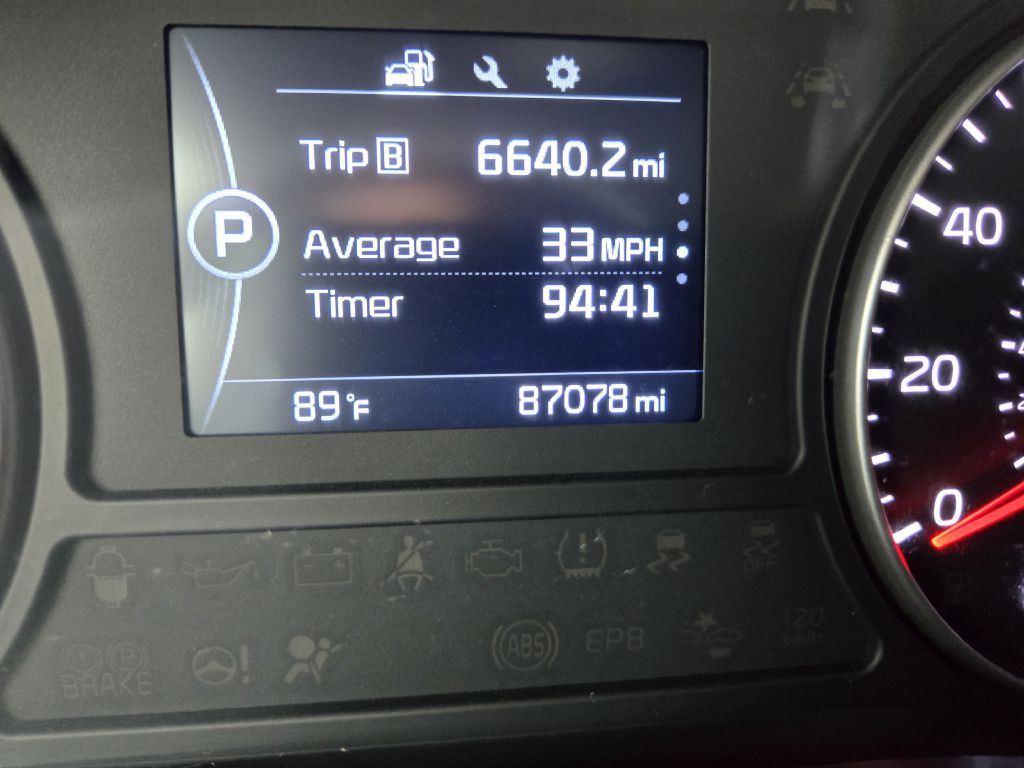 Trip B 6640.2 mi
P
Average 33 MPH
Timer 94:41
89°F 87078 mi
40
20
0
OFF
BRAKE
ABS
EPB
120